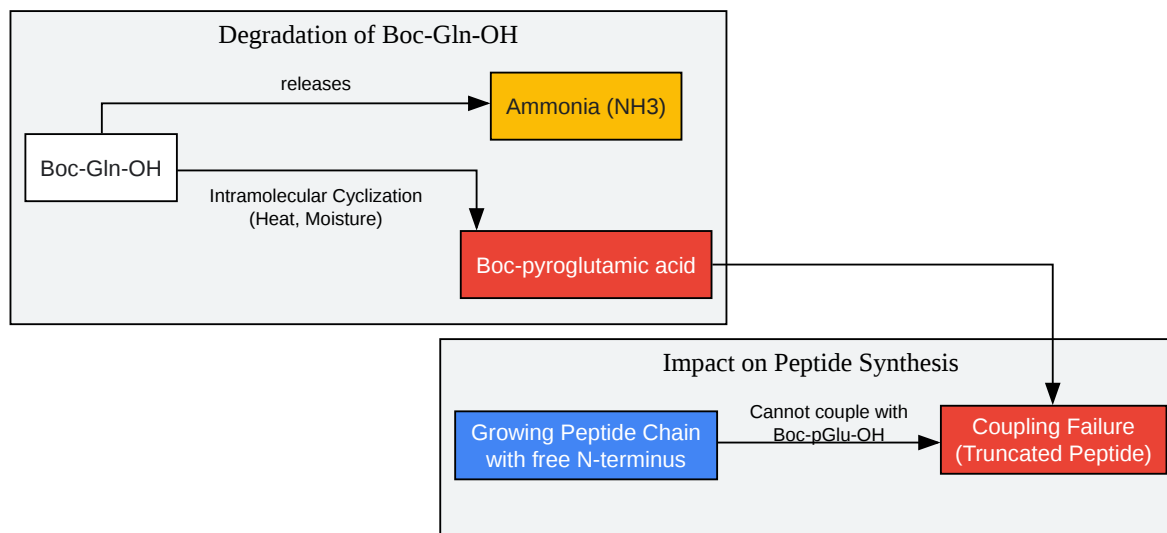 Degradation of Boc-Gln-OH
releases
Ammonia (NH3)
Boc-Gln-OH
Intramolecular Cyclization
(Heat, Moisture)
Boc-pyroglutamic acid
Impact on Peptide Synthesis
Growing Peptide Chain
with free N-terminus
Cannot couple with
Boc-pGlu-OH
Coupling Failure
(Truncated Peptide)